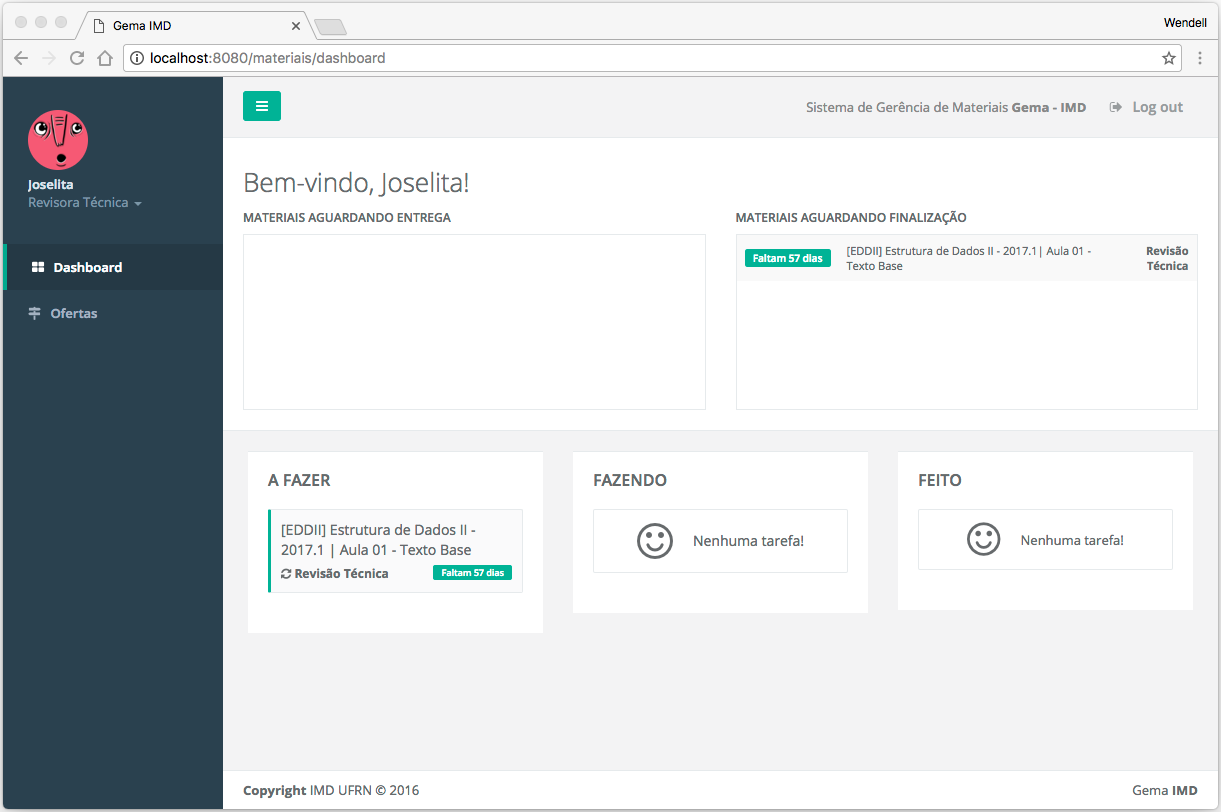 Gema IMD
Wendell
localhost:8080/materiais/dashboard
Sistema de Gerência de Materiais Gema - IMD
Log out
Joselita
Revisora Técnica
Dashboard
Ofertas
Bem-vindo, Joselita!
MATERIAIS AGUARDANDO ENTREGA
MATERIAIS AGUARDANDO FINALIZAÇÃO
Faltam 57 dias
[EDDII] Estrutura de Dados II - 2017.1| Aula 01 -
Texto Base
Revisão
Técnica
A FAZER
[EDDII] Estrutura de Dados II -
2017.1 | Aula 01 - Texto Base
Revisão Técnica
Faltam 57 dias
FAZENDO
Nenhuma tarefa!
FEITO
Nenhuma tarefa!
Copyright IMD UFRN © 2016
Gema IMD